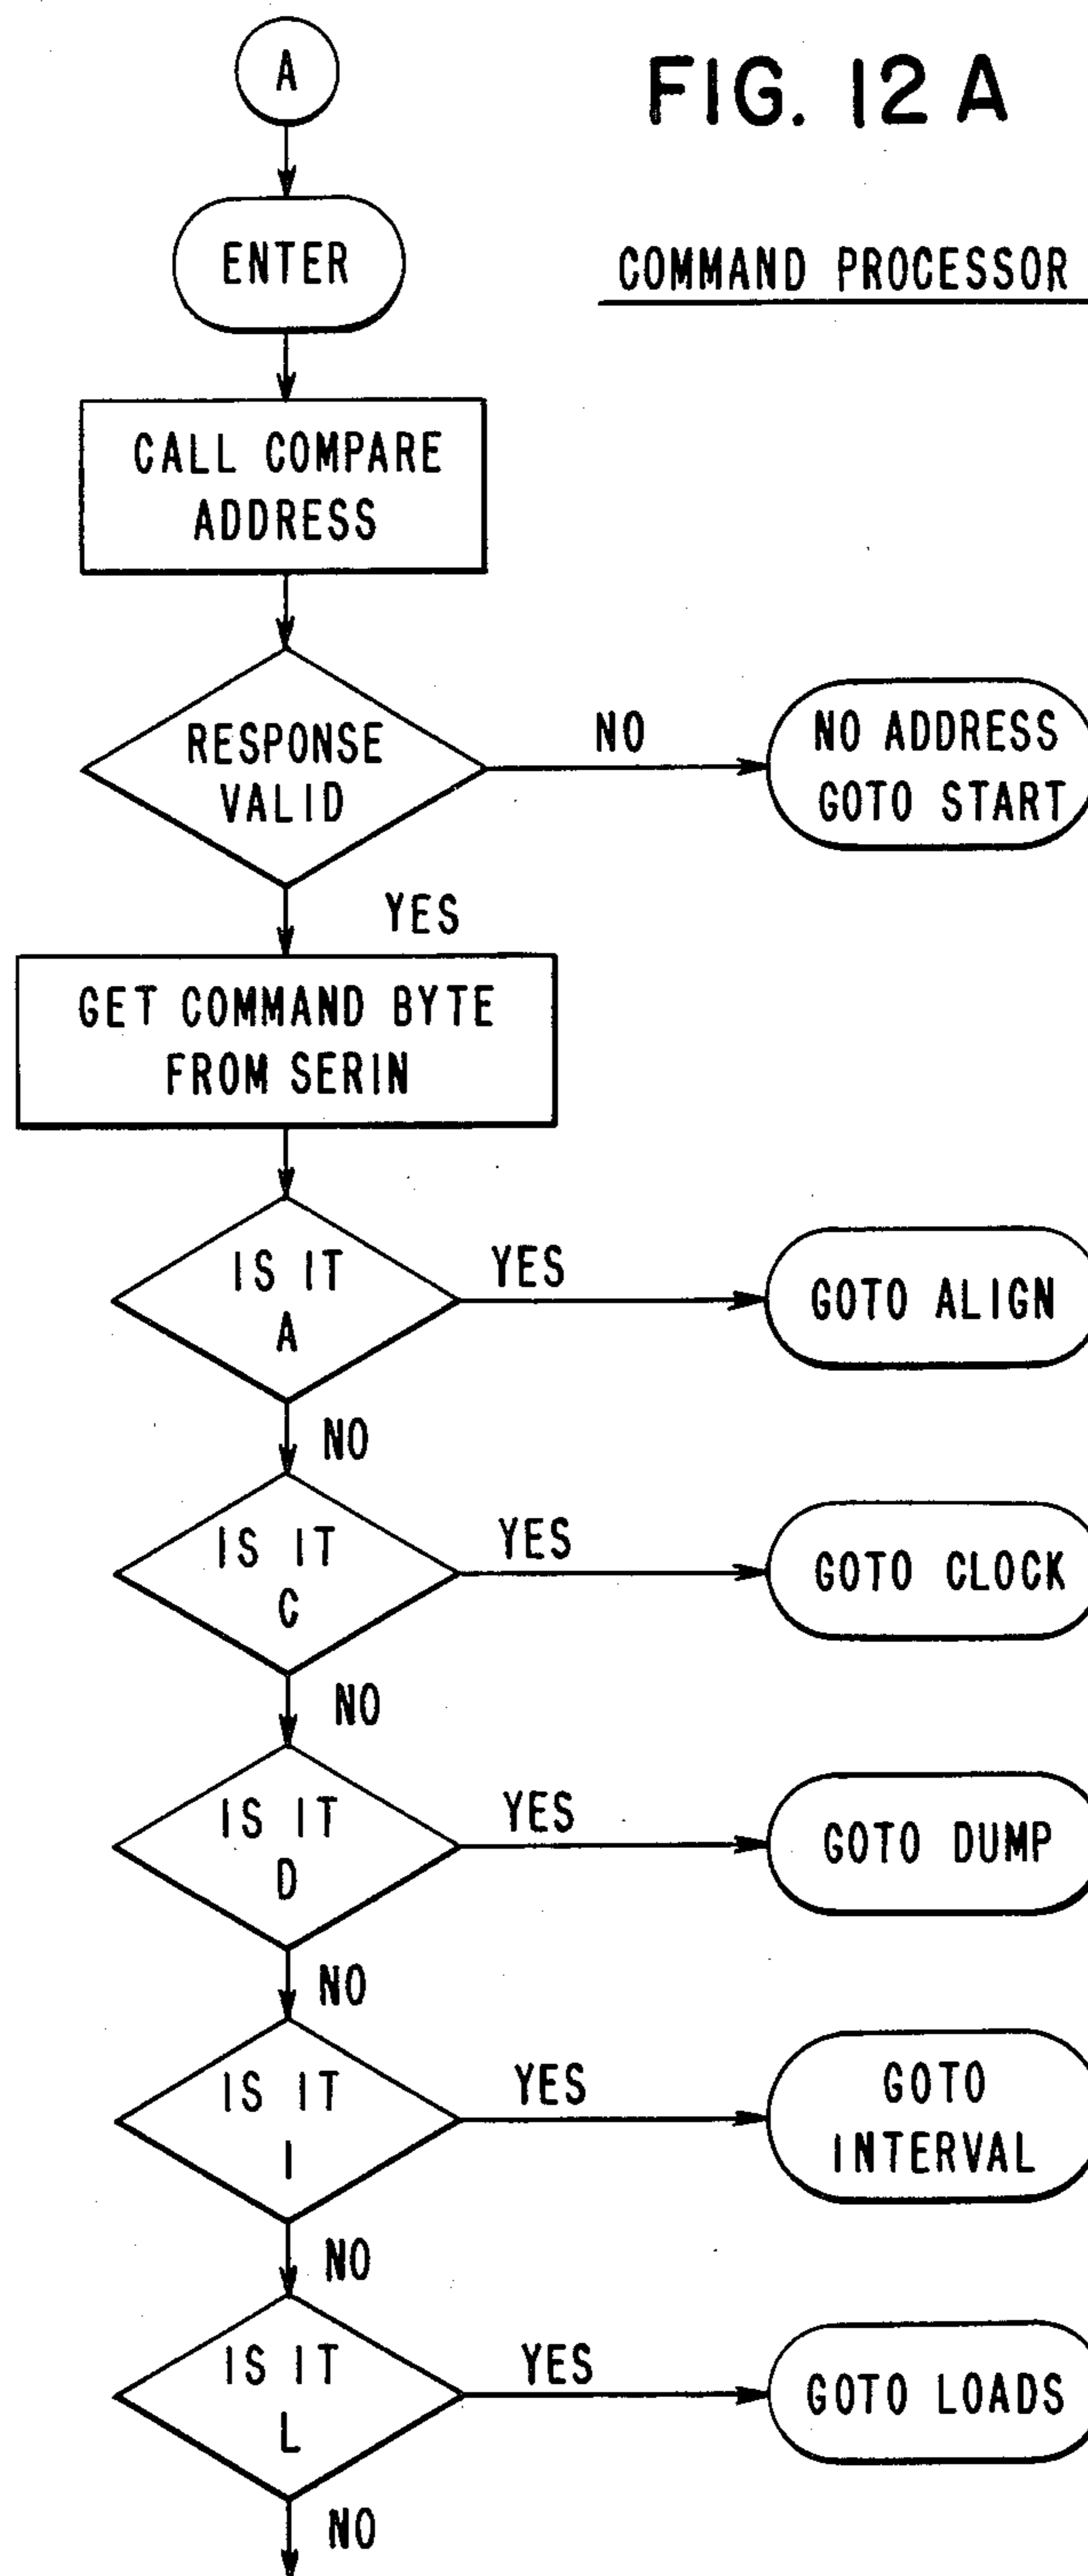 A
FIG. 12 A
ENTER
COMMAND PROCESSOR
CALL COMPARE
ADDRESS
RESPONSE
VALID
NO
NO ADDRESS
GOTO START
YES
GET COMMAND BYTE
FROM SERIN
IS IT
A
YES
GOTO ALIGN
NO
IS IT
C
YES
GOTO CLOCK
NO
IS IT
D
YES
GOTO DUMP
NO
IS IT
I
YES
GOTO
INTERVAL
NO
IS IT
L
YES
GOTO LOADS
NO